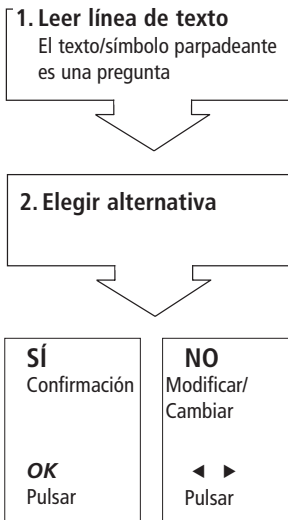 1. Leer línea de texto
El texto/símbolo parpadeante
es una pregunta
2. Elegir alternativa
SÍ
Confirmación
OK
Pulsar
NO
Modificar/
Cambiar
◄ ►
Pulsar